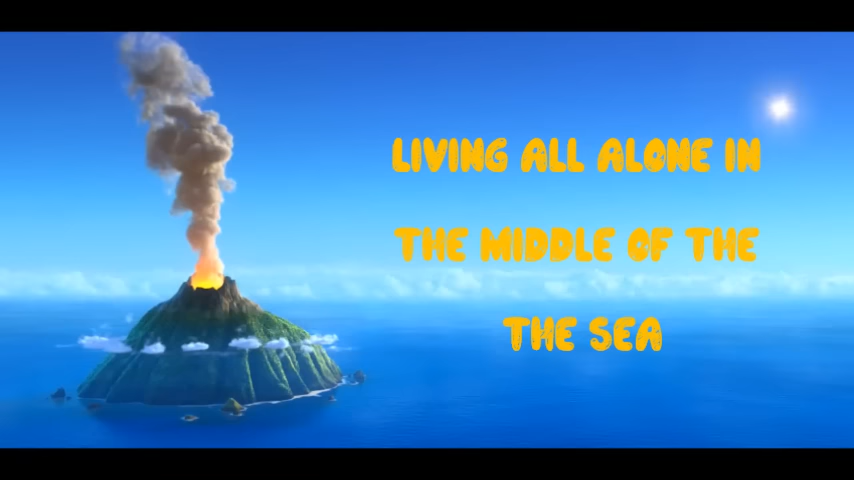 LIVING ALL ALONE IN
THE MIDDLE OF THE
THE SEA